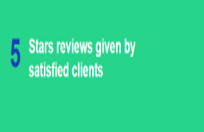 5
Stars reviews given by
satisfied clients